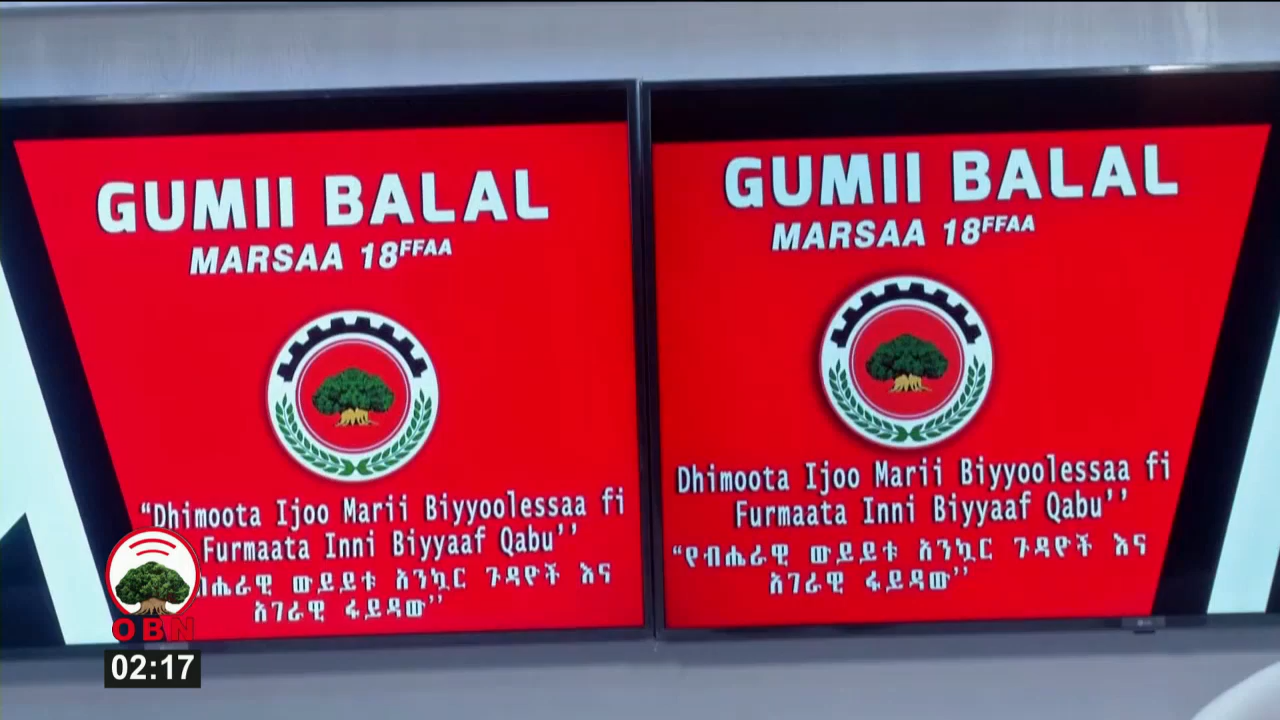 GUMII BALAL
MARSAA 18FFAA
“Dhimoota Ijoo Marii Biyyoolessaa fi
Furmaata Inni Biyyaaf Qabu’’
ብሔራዊ ውይይቱ አንኳር ጉዳዮች እና
አገራዊ ፋይዳው’’
GUMII BALAL
MARSAA 18FFAA
Dhimoota Ijoo Marii Biyyoolessaa fi
Furmaata Inni Biyyaaf Qabu’’
“የብሔራዊ ውይይቱ አንኳር ጉዳዮች እና
አገራዊ ፋይዳው’’
OBN
02:17